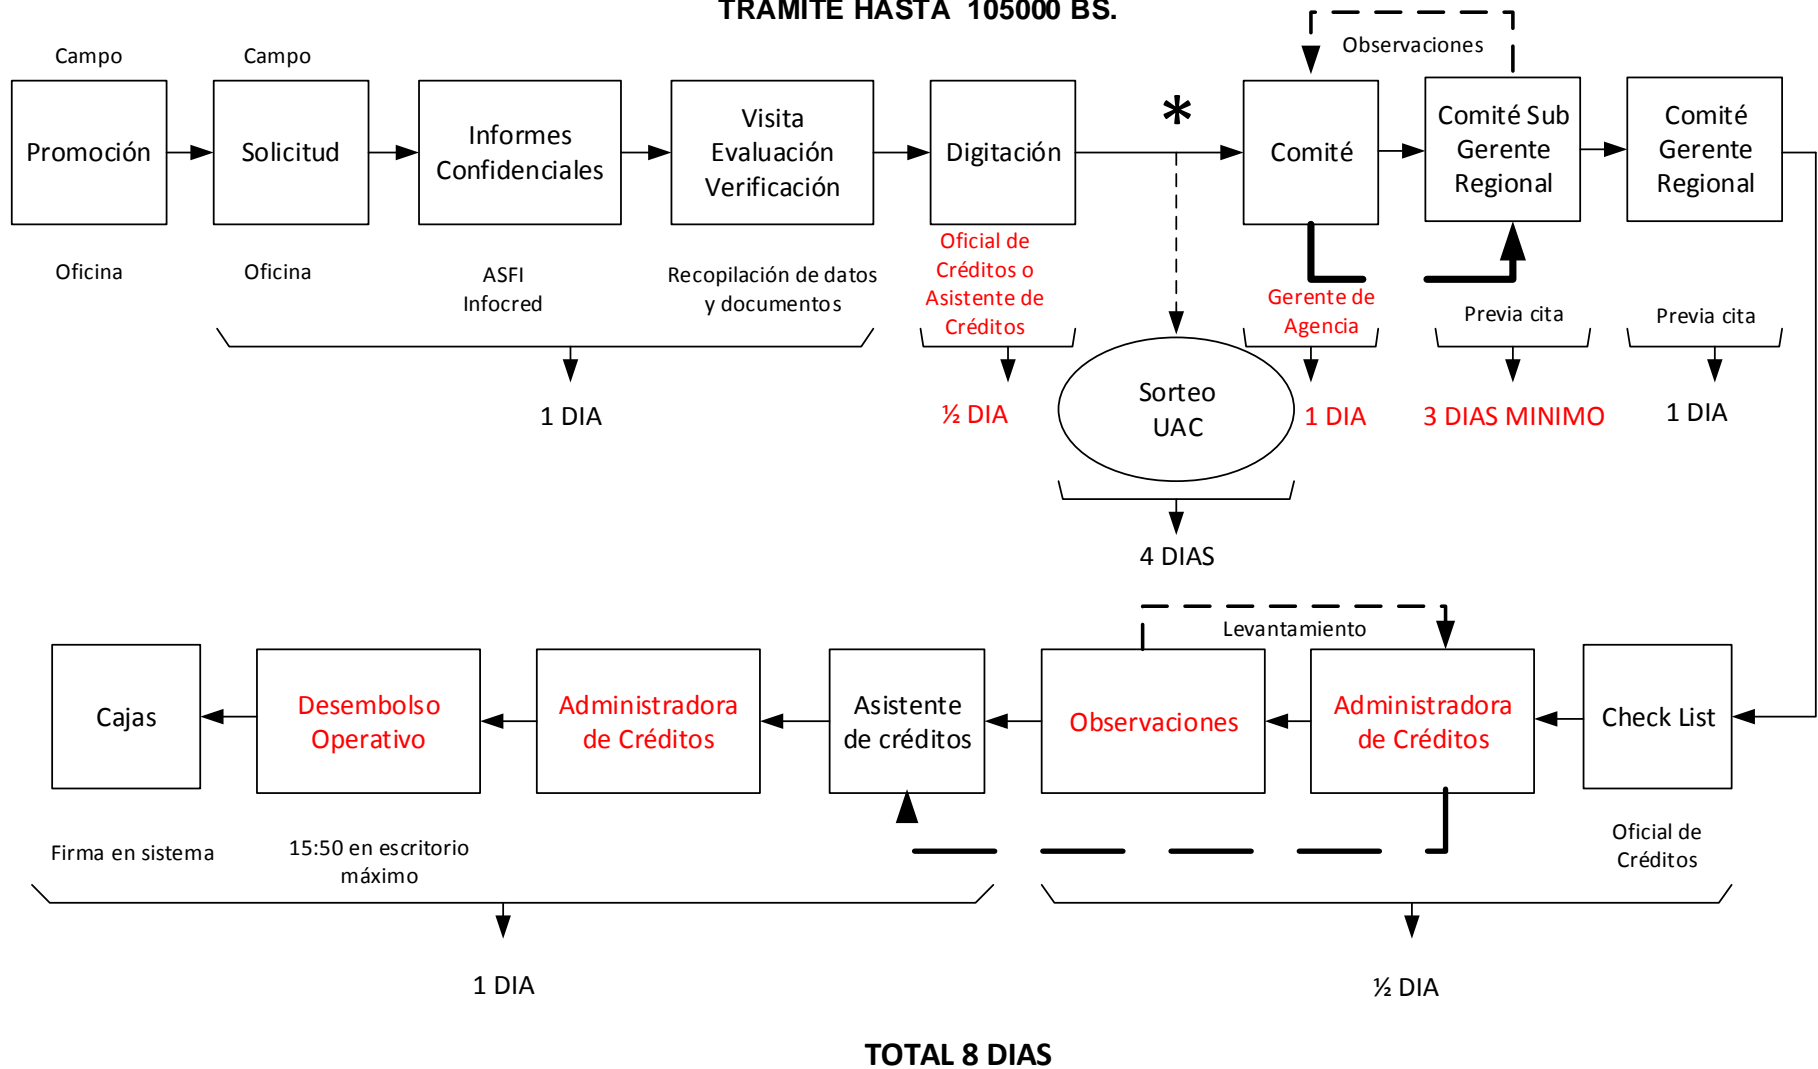 TRAMITE HASTA 105000 BS.
Campo
Campo
Observaciones
Promoción
Solicitud
Informes
Confidenciales
Visita
Evaluación
Verificación
Digitación
*
Comité
Comité Sub
Gerente
Regional
Comité
Gerente
Regional
Oficina
Oficina
ASFI
Infocred
Recopilación de datos
y documentos
Oficial de
Créditos o
Asistente de
Créditos
Gerente de
Agencia
Previa cita
Previa cita
1 DIA
½ DIA
Sorteo
UAC
1 DIA
3 DIAS MINIMO
1 DIA
4 DIAS
Levantamiento
Cajas
Desembolso
Operativo
Administradora
de Créditos
Asistente
de créditos
Observaciones
Administradora
de Créditos
Check List
Firma en sistema
15:50 en escritorio
máximo
Oficial de
Créditos
1 DIA
½ DIA
TOTAL 8 DIAS